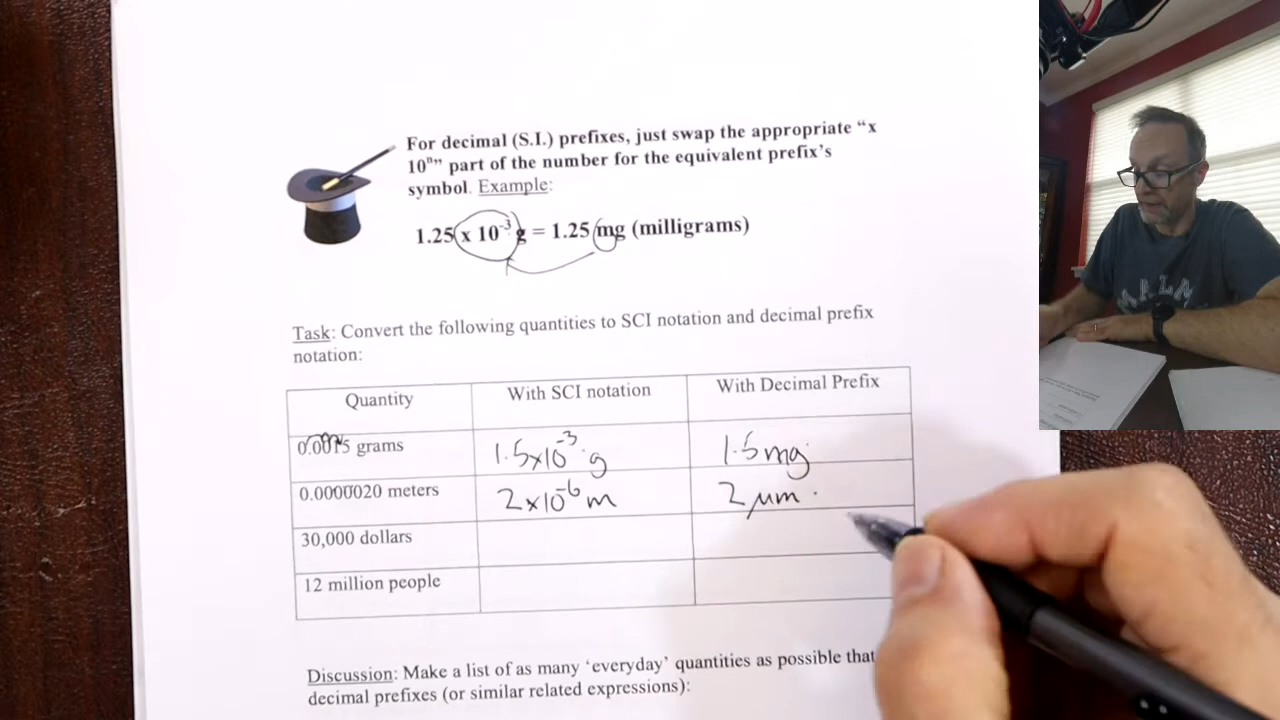 For decimal (S.I.) prefixes, just swap the appropriate “x
10ⁿ” part of the number for the equivalent prefix’s
symbol. Example:
1.25 x 10⁻³ g = 1.25 mg (milligrams)
Task: Convert the following quantities to SCI notation and decimal prefix
notation:
Quantity With SCI notation With Decimal Prefix
0.0015 grams 1.5x10⁻³ g 1.5 mg
0.0000020 meters 2x10⁻⁶ m 2 µm
30,000 dollars
12 million people
Discussion: Make a list of as many ‘everyday’ quantities as possible that
decimal prefixes (or similar related expressions):